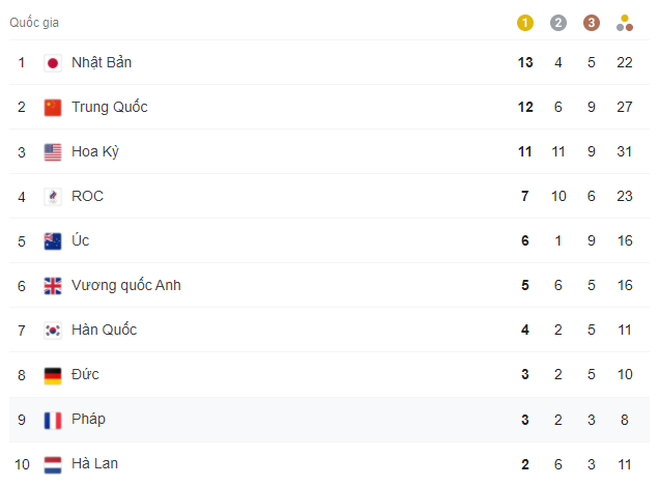 Quốc gia 1 2 3
1 Nhật Bản 13 4 5 22
2 Trung Quốc 12 6 9 27
3 Hoa Kỳ 11 11 9 31
4 ROC 7 10 6 23
5 Úc 6 1 9 16
6 Vương quốc Anh 5 6 5 16
7 Hàn Quốc 4 2 5 11
8 Đức 3 2 5 10
9 Pháp 3 2 3 8
10 Hà Lan 2 6 3 11